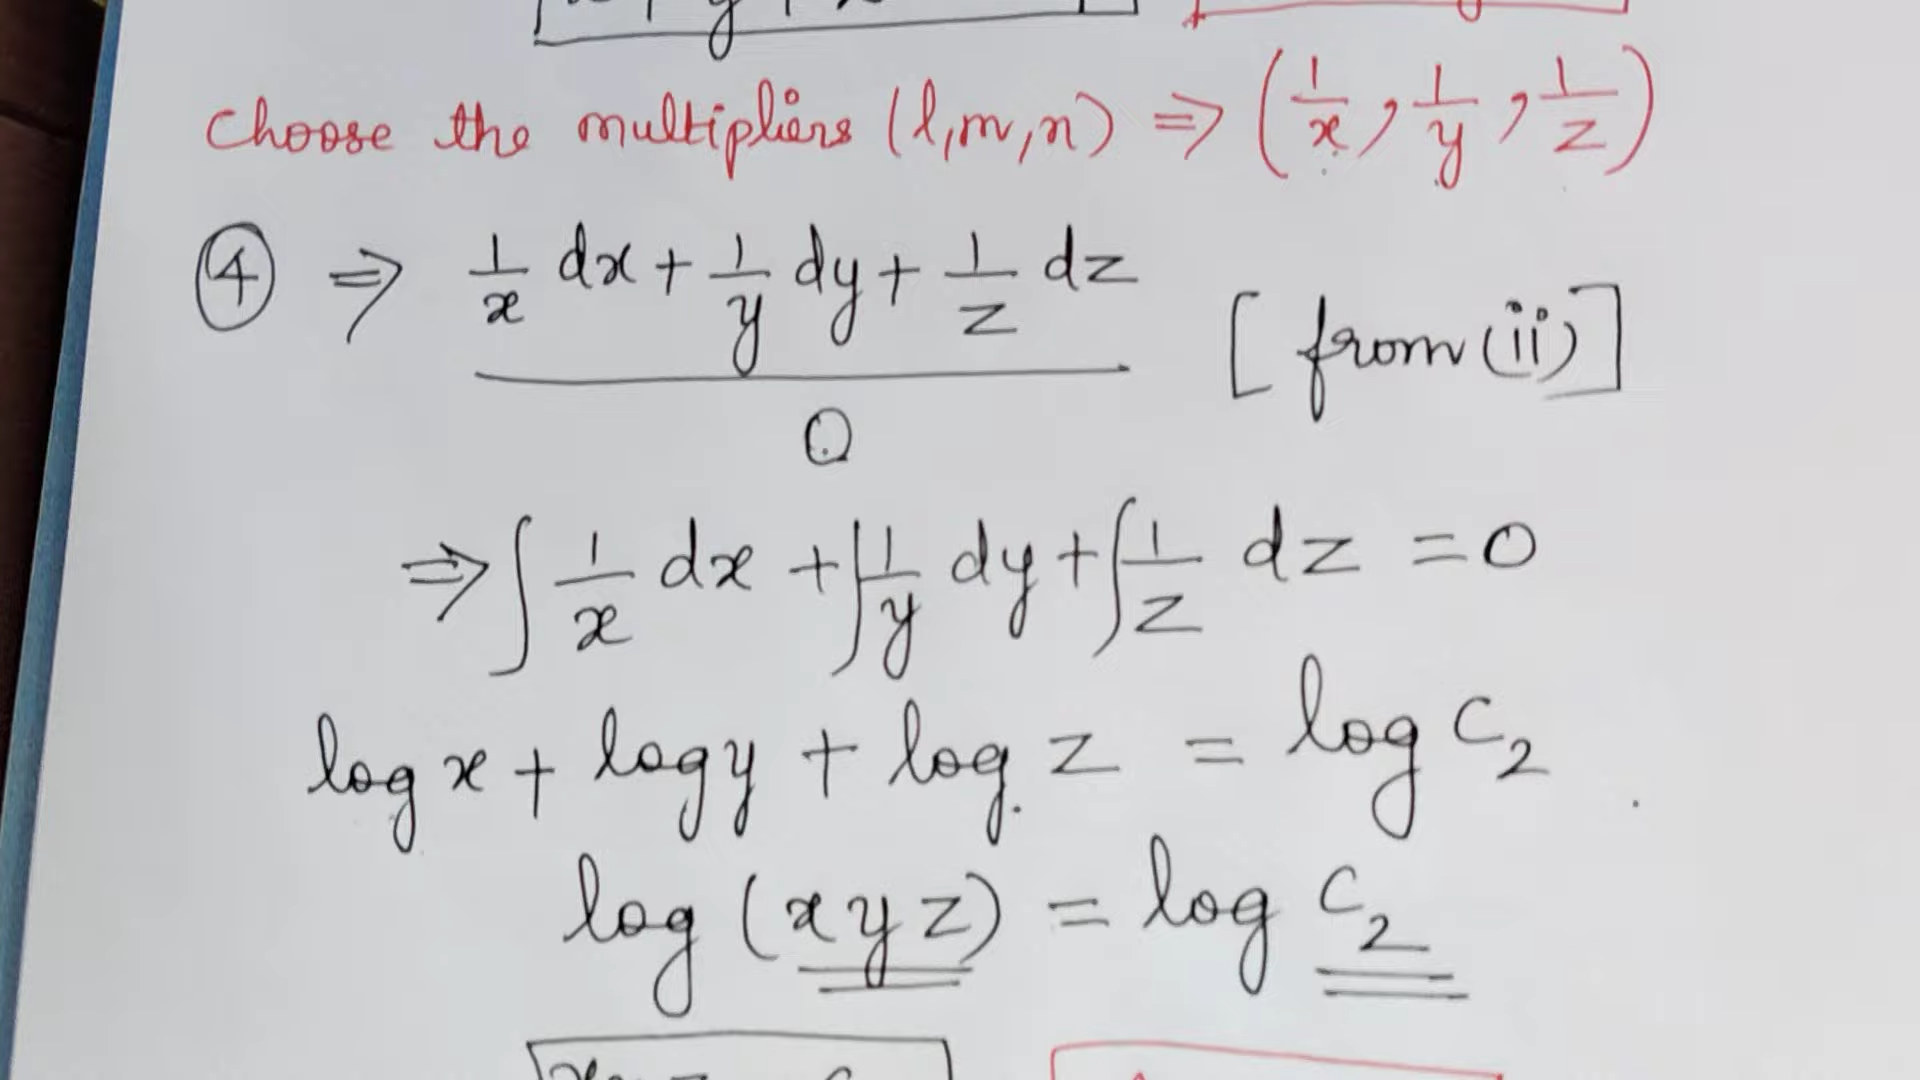 Choose the multipliers (l,m,n) ⇒ (1/x, 1/y, 1/z)
④ ⇒ (1/x dx + 1/y dy + 1/z dz) / 0 [from (ii)]
⇒ ∫ 1/x dx + ∫ 1/y dy + ∫ 1/z dz = 0
log x + log y + log z = log c₂
log (xyz) = log c₂